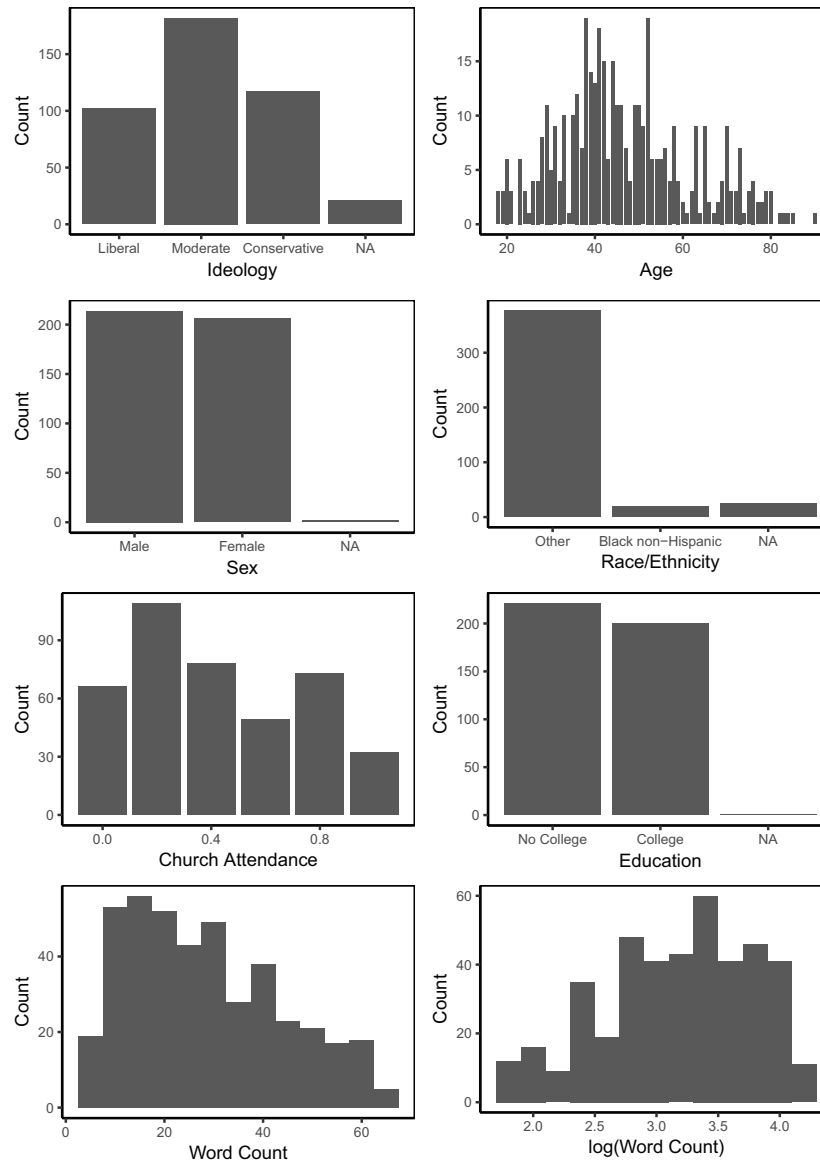 Count
150
100
50
0
Liberal Moderate Conservative NA
Ideology
Count
15
10
5
0
20 40 60 80
Age
Count
200
150
100
50
0
Male Female NA
Sex
Count
300
200
100
0
Other Black non−Hispanic NA
Race/Ethnicity
Count
90
60
30
0
0.0 0.4 0.8
Church Attendance
Count
200
150
100
50
0
No College College NA
Education
Count
40
20
0
0 20 40 60
Word Count
Count
60
40
20
0
2.0 2.5 3.0 3.5 4.0
log(Word Count)